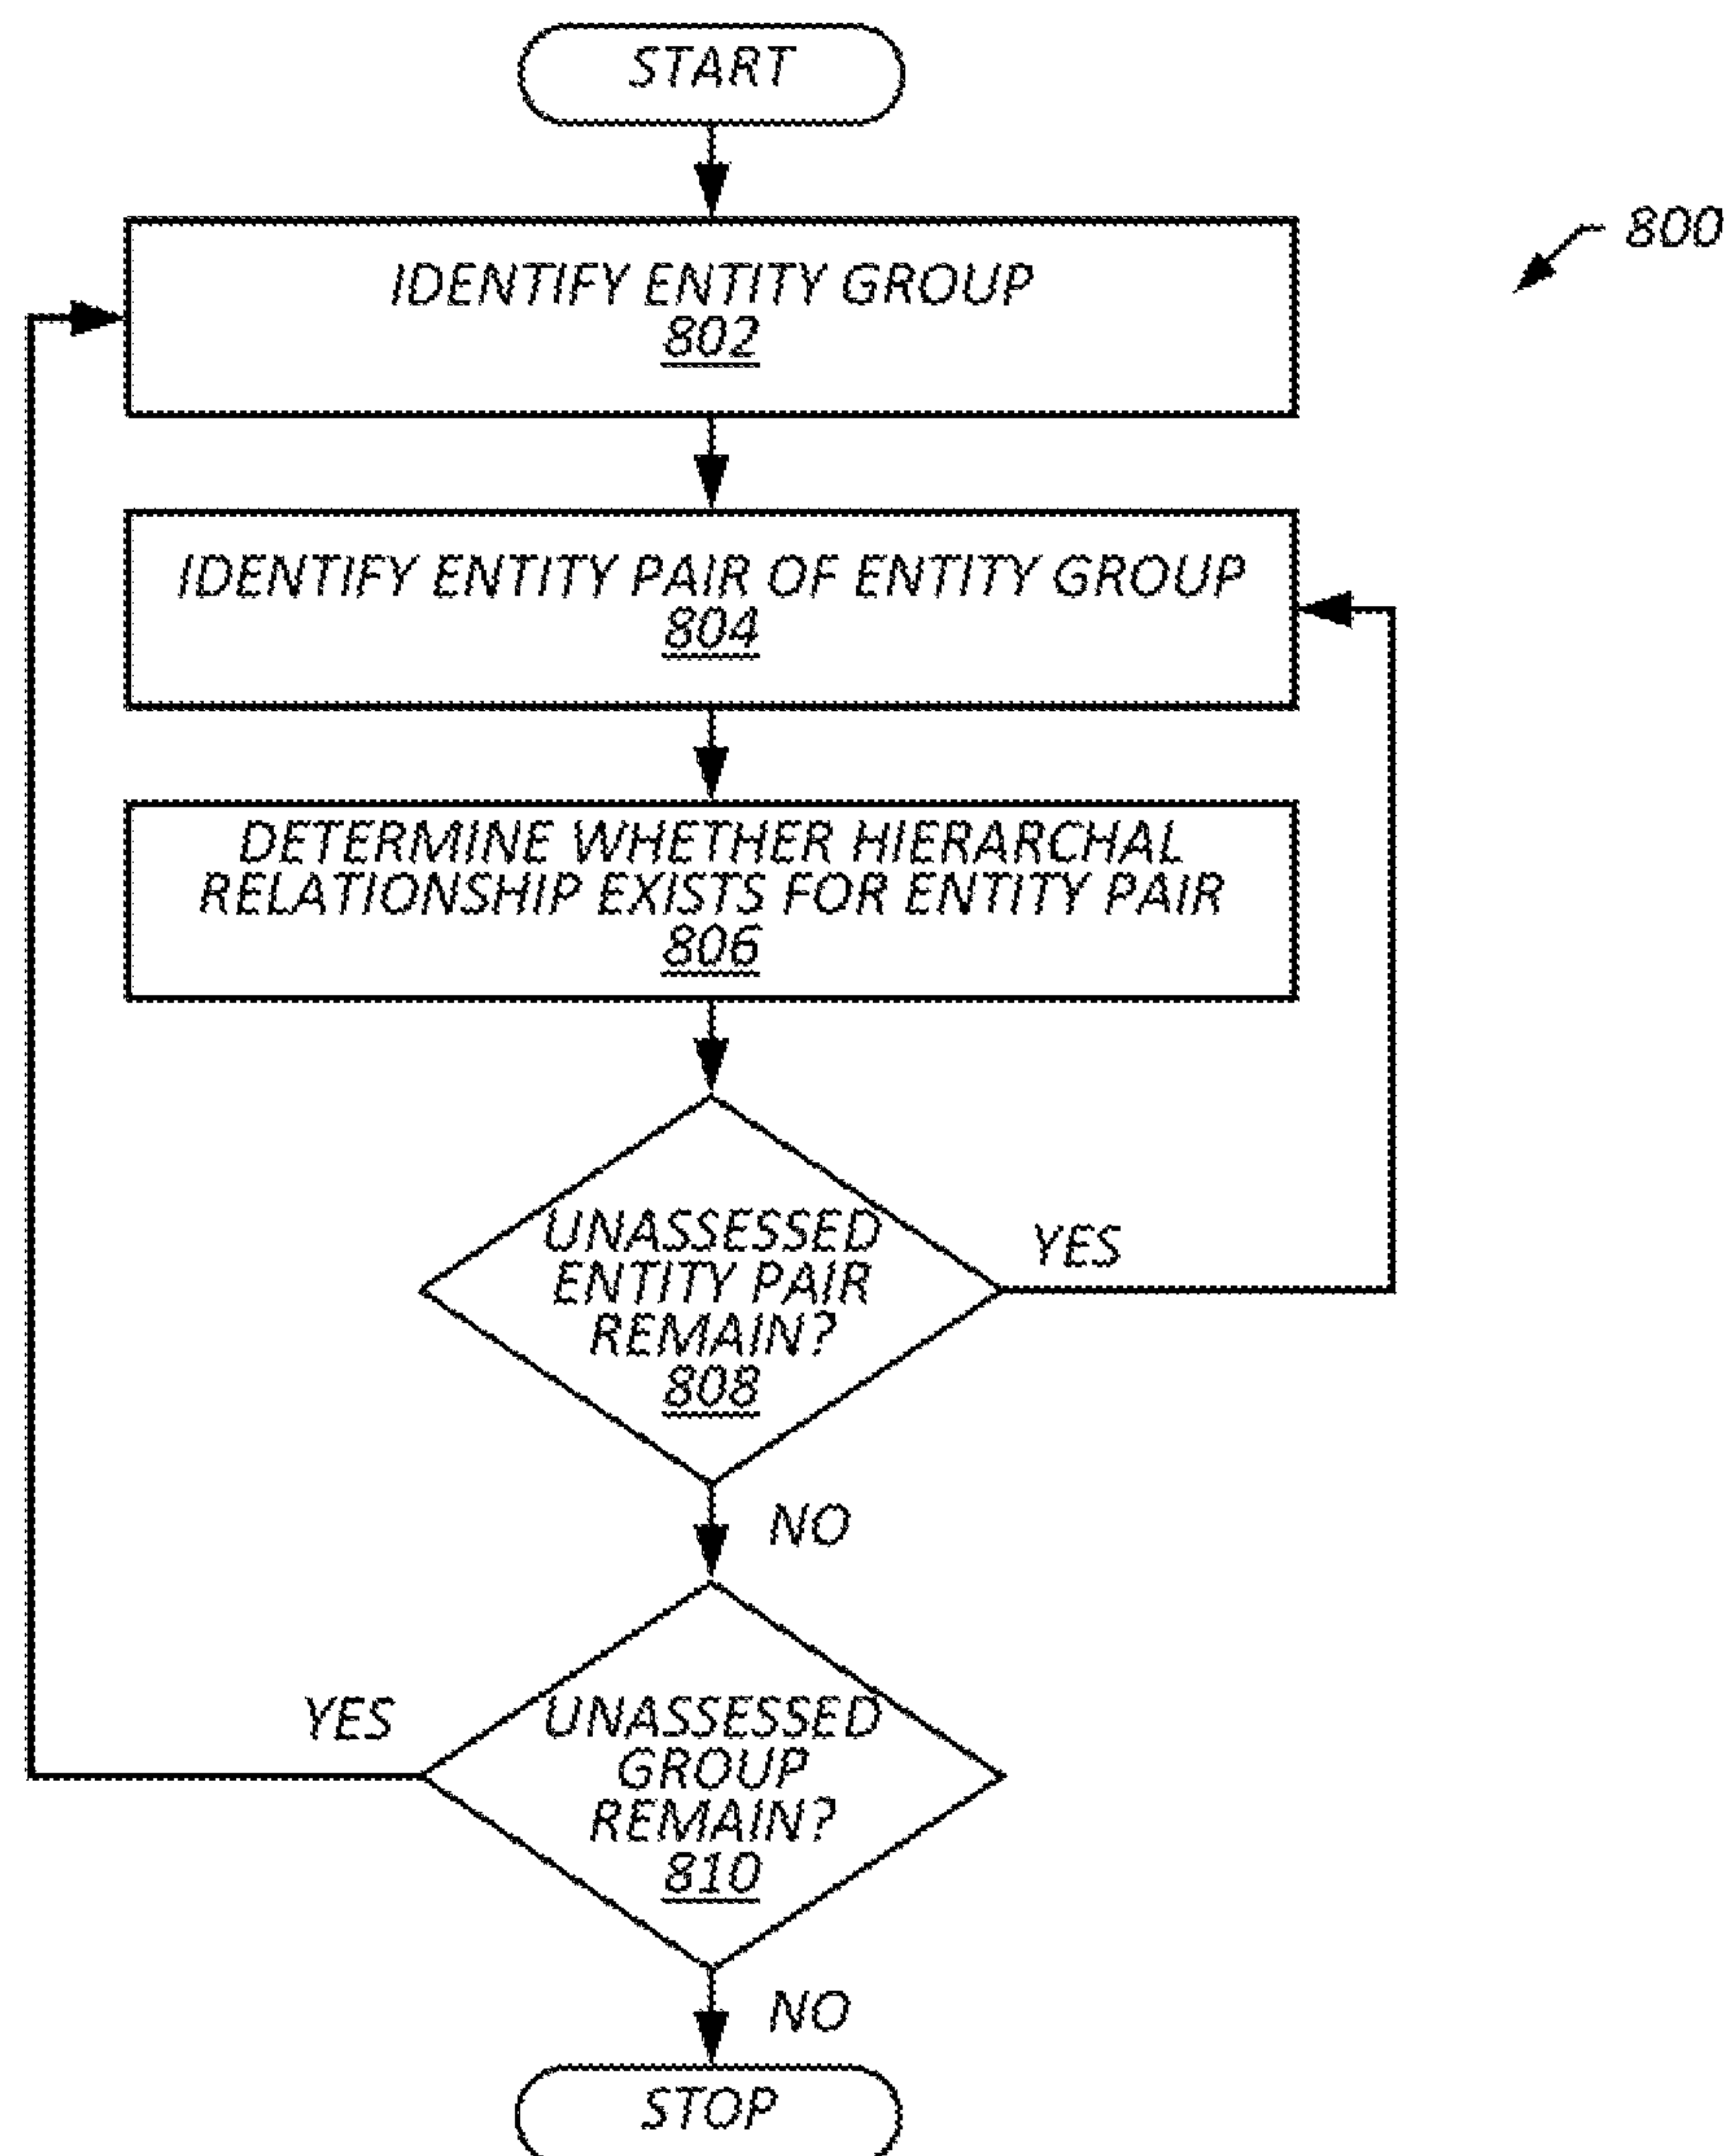 START
800
IDENTIFY ENTITY GROUP
802
IDENTIFY ENTITY PAIR OF ENTITY GROUP
804
DETERMINE WHETHER HIERARCHAL
RELATIONSHIP EXISTS FOR ENTITY PAIR
806
UNASSESSED
ENTITY PAIR
REMAIN?
808
YES
NO
UNASSESSED
GROUP
REMAIN?
810
YES
NO
STOP